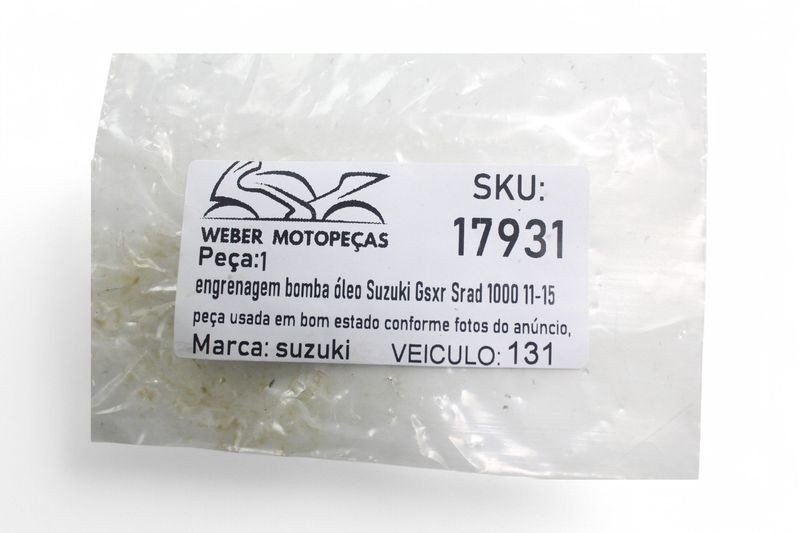 WEBER MOTOPEÇAS
SKU:
17931
Peça:1
engrenagem bomba óleo Suzuki Gsxr Srad 1000 11-15
peça usada em bom estado conforme fotos do anúncio,
Marca: suzuki VEICULO: 131